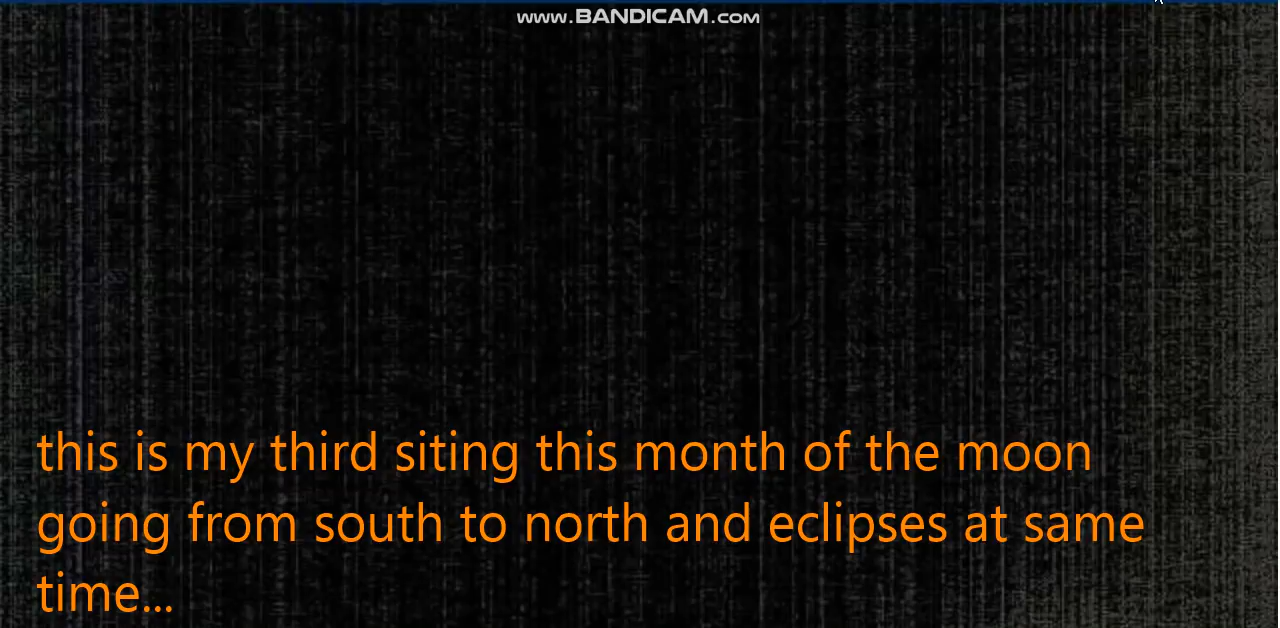 www.BANDICAM.com
this is my third siting this month of the moon
going from south to north and eclipses at same
time...